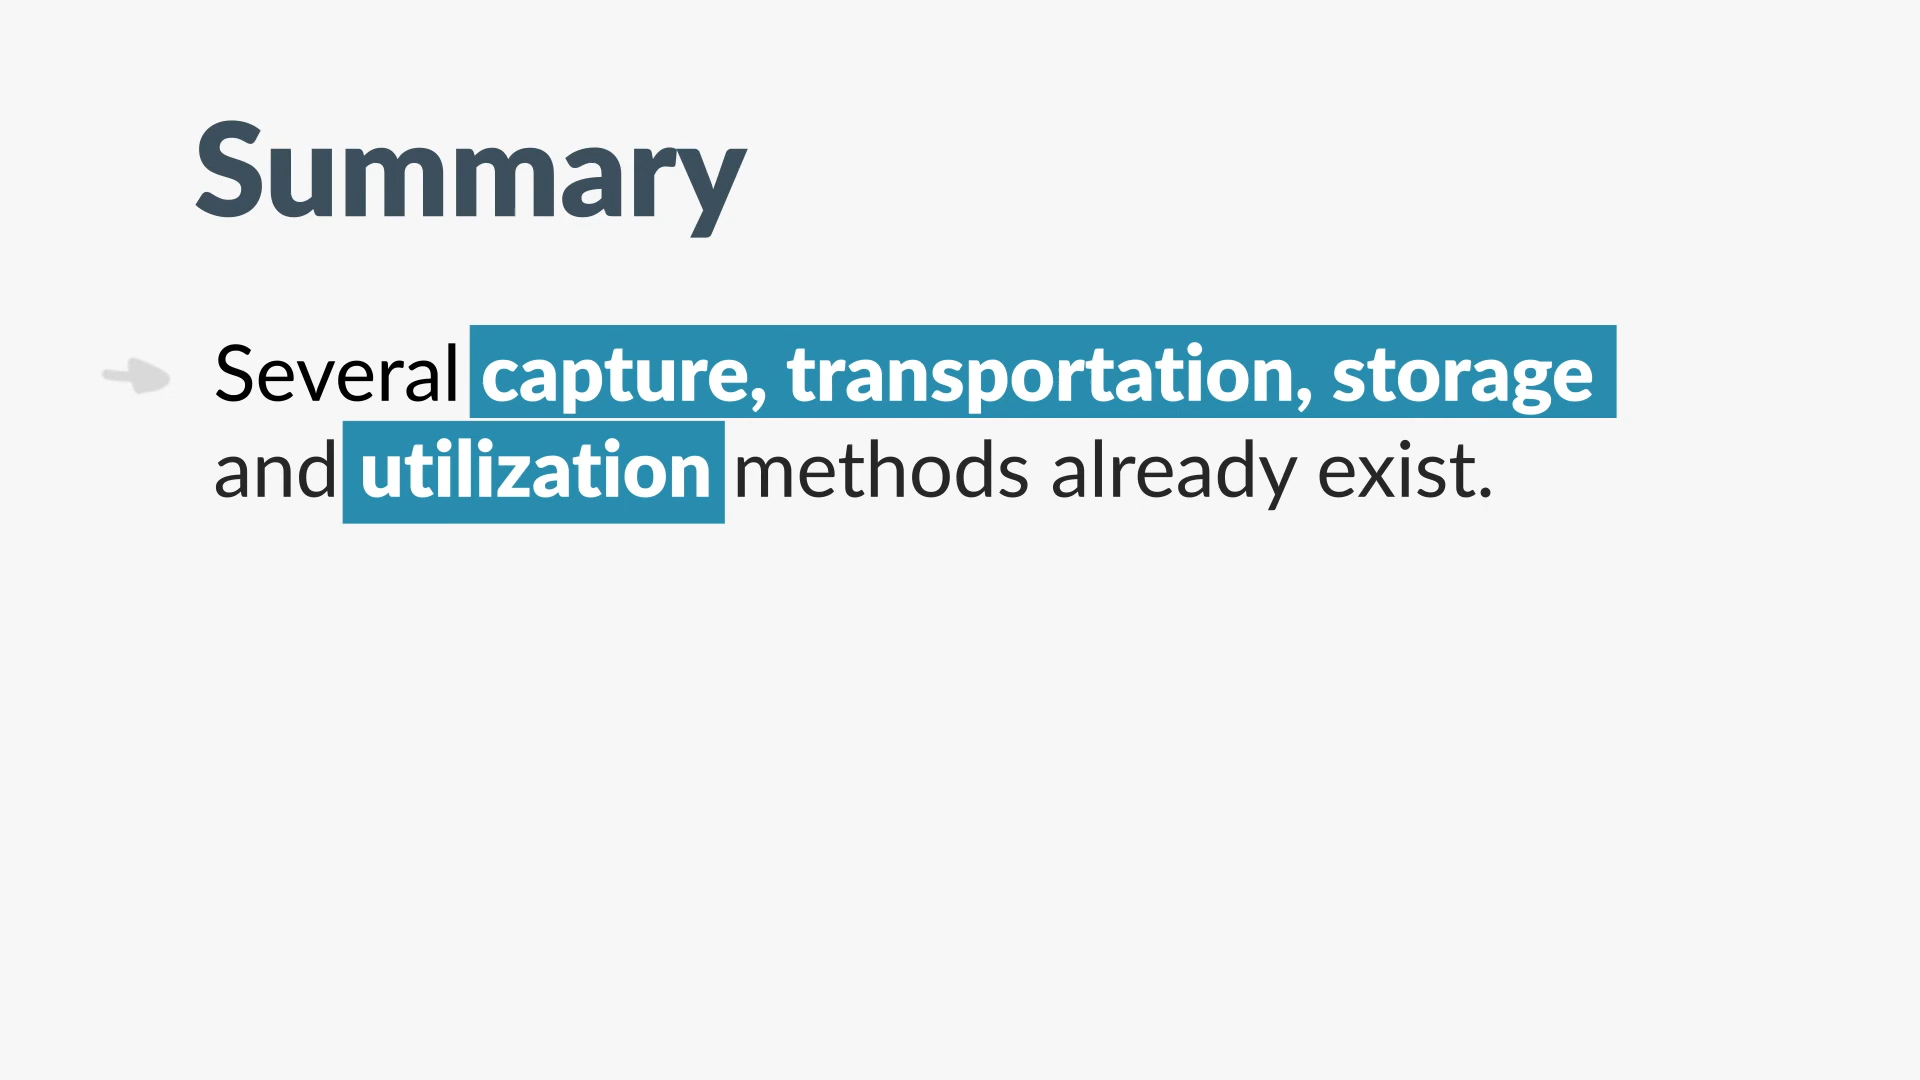 Summary
Several capture, transportation, storage
and utilization methods already exist.